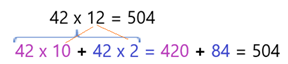 42 x 12 = 504
42 x 10 + 42 x 2 = 420 + 84 = 504